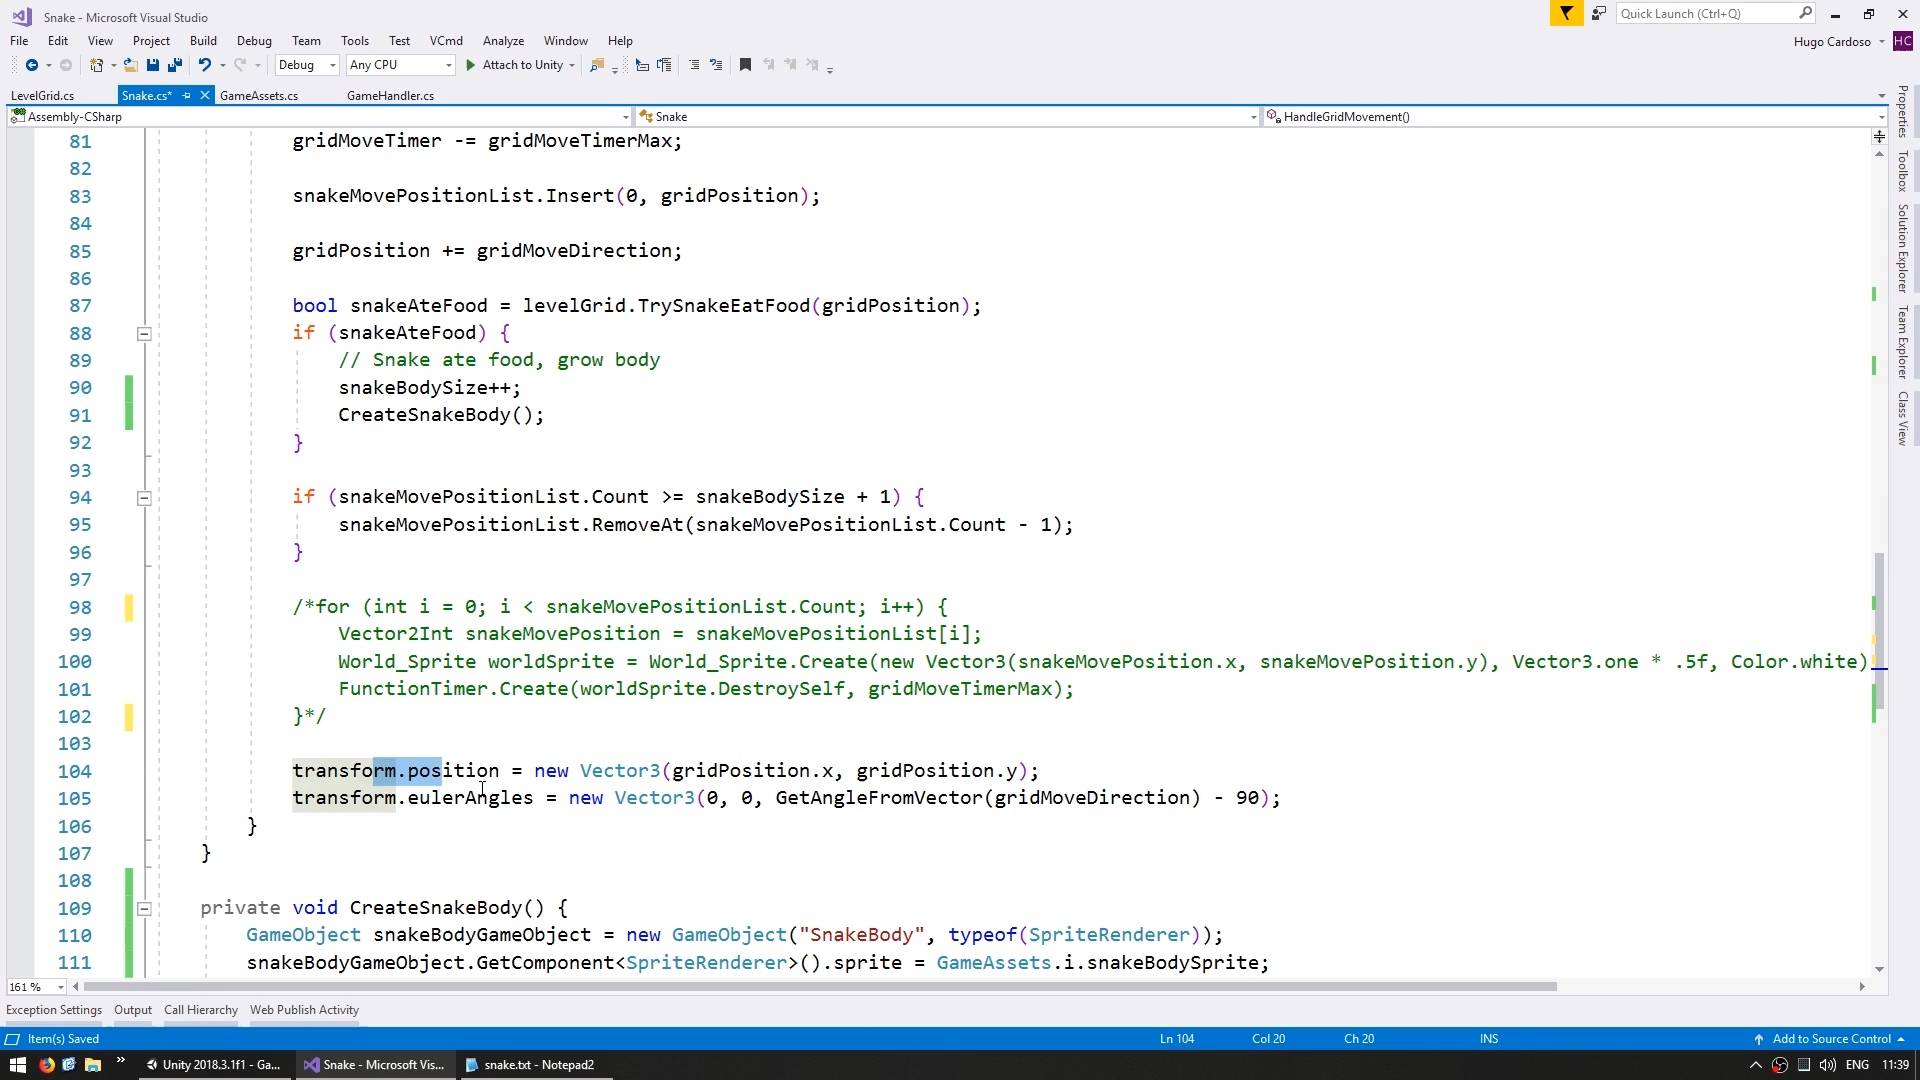 Snake - Microsoft Visual Studio
Quick Launch (Ctrl+Q)
File Edit View Project Build Debug Team Tools Test VCmd Analyze Window Help
Hugo Cardoso HC
Debug Any CPU Attach to Unity
LevelGrid.cs Snake.cs* GameAssets.cs GameHandler.cs
Assembly-CSharp Snake HandleGridMovement()
81 gridMoveTimer -= gridMoveTimerMax;
82
83 snakeMovePositionList.Insert(0, gridPosition);
84
85 gridPosition += gridMoveDirection;
86
87 bool snakeAteFood = levelGrid.TrySnakeEatFood(gridPosition);
88 if (snakeAteFood) {
89 // Snake ate food, grow body
90 snakeBodySize++;
91 CreateSnakeBody();
92 }
93
94 if (snakeMovePositionList.Count >= snakeBodySize + 1) {
95 snakeMovePositionList.RemoveAt(snakeMovePositionList.Count - 1);
96 }
97
98 /*for (int i = 0; i < snakeMovePositionList.Count; i++) {
99 Vector2Int snakeMovePosition = snakeMovePositionList[i];
100 World_Sprite worldSprite = World_Sprite.Create(new Vector3(snakeMovePosition.x, snakeMovePosition.y), Vector3.one * .5f, Color.white)
101 FunctionTimer.Create(worldSprite.DestroySelf, gridMoveTimerMax);
102 }*/
103
104 transform.position = new Vector3(gridPosition.x, gridPosition.y);
105 transform.eulerAngles = new Vector3(0, 0, GetAngleFromVector(gridMoveDirection) - 90);
106 }
107 }
108
109 private void CreateSnakeBody() {
110 GameObject snakeBodyGameObject = new GameObject("SnakeBody", typeof(SpriteRenderer));
111 snakeBodyGameObject.GetComponent<SpriteRenderer>().sprite = GameAssets.i.snakeBodySprite;
Properties
Toolbox
Solution Explorer
Team Explorer
Class View
161 %
Exception Settings Output Call Hierarchy Web Publish Activity
Item(s) Saved Ln 104 Col 20 Ch 20 INS Add to Source Control
Unity 2018.3.1f1 - Ga... Snake - Microsoft Vis... snake.txt - Notepad2 ENG 11:39